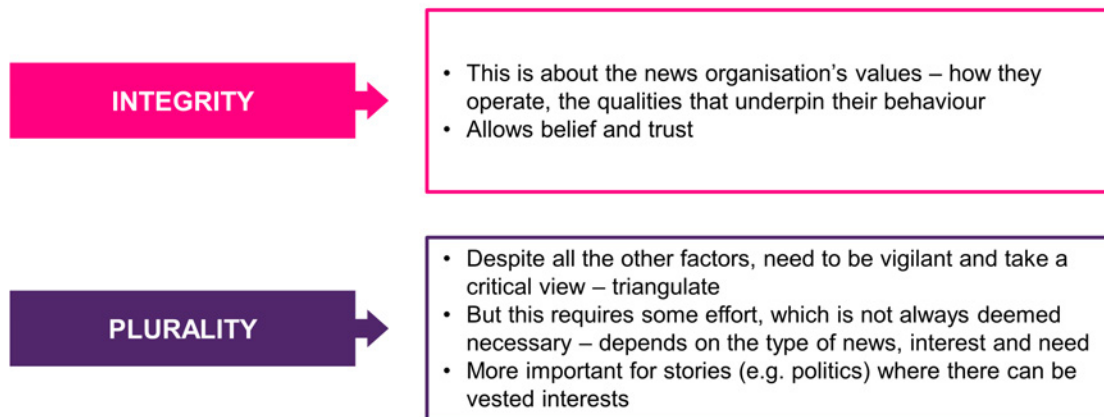 INTEGRITY
• This is about the news organisation’s values – how they
operate, the qualities that underpin their behaviour
• Allows belief and trust
PLURALITY
• Despite all the other factors, need to be vigilant and take a
critical view – triangulate
• But this requires some effort, which is not always deemed
necessary – depends on the type of news, interest and need
• More important for stories (e.g. politics) where there can be
vested interests